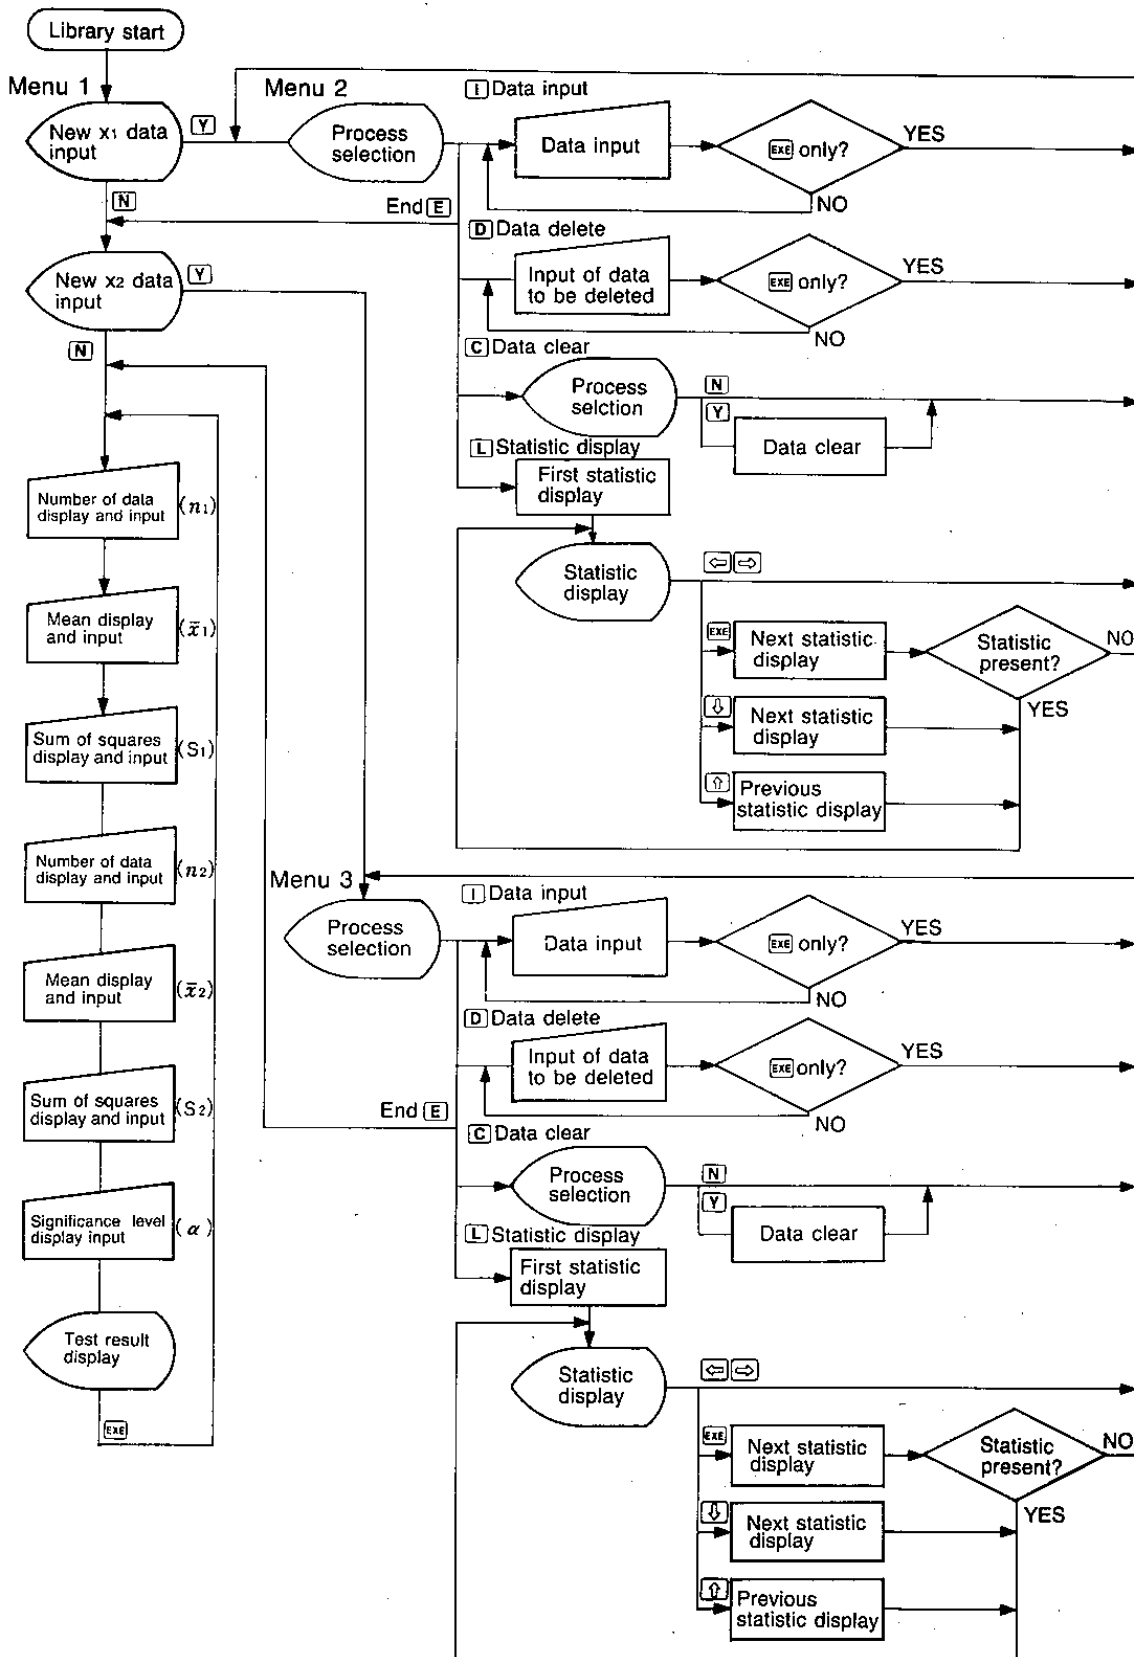 Library start
Menu 1
New x1 data
input
Y
N
Menu 2
Process
selection
I Data input
Data input
EXE only?
YES
NO
End E
D Data delete
Input of data
to be deleted
EXE only?
YES
NO
C Data clear
Process
selction
N
Y
Data clear
L Statistic display
First statistic
display
Statistic
display
⇦ ⇨
EXE
Next statistic
display
Statistic
present?
NO
YES
⇩
Next statistic
display
⇧
Previous
statistic display
New x2 data
input
Y
N
Number of data
display and input
(n1)
Mean display
and input
(x̄1)
Sum of squares
display and input
(S1)
Number of data
display and input
(n2)
Mean display
and input
(x̄2)
Sum of squares
display and input
(S2)
Significance level
display input
(α)
Test result
display
EXE
Menu 3
Process
selection
I Data input
Data input
EXE only?
YES
NO
D Data delete
Input of data
to be deleted
EXE only?
YES
NO
End E
C Data clear
Process
selection
N
Y
Data clear
L Statistic display
First statistic
display
Statistic
display
⇦ ⇨
EXE
Next statistic
display
Statistic
present?
NO
YES
⇩
Next statistic
display
⇧
Previous
statistic display